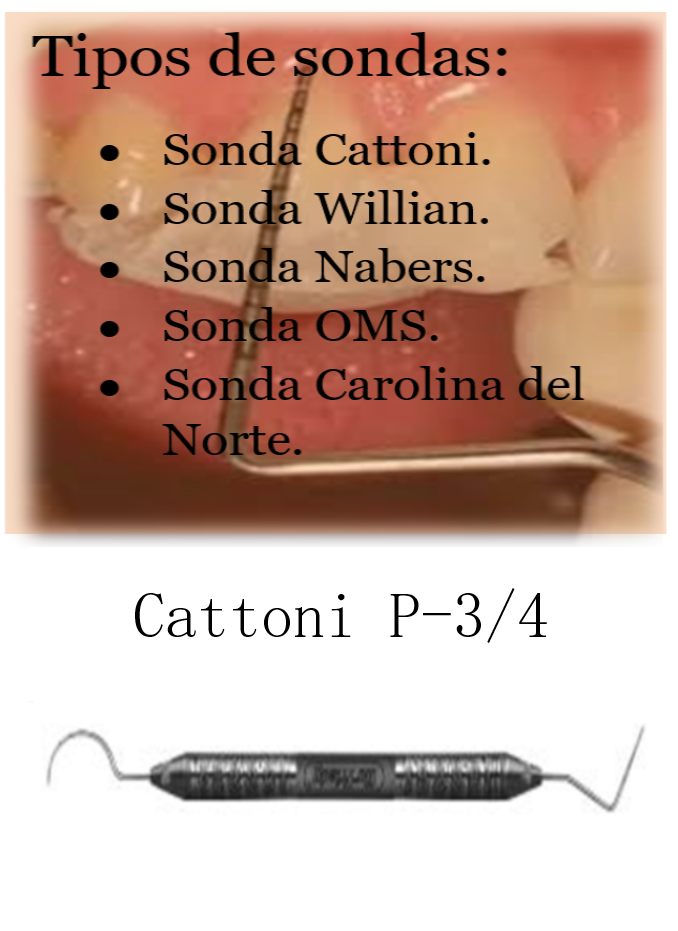 Tipos de sondas:
• Sonda Cattoni.
• Sonda Willian.
• Sonda Nabers.
• Sonda OMS.
• Sonda Carolina del
Norte.
Cattoni P-3/4